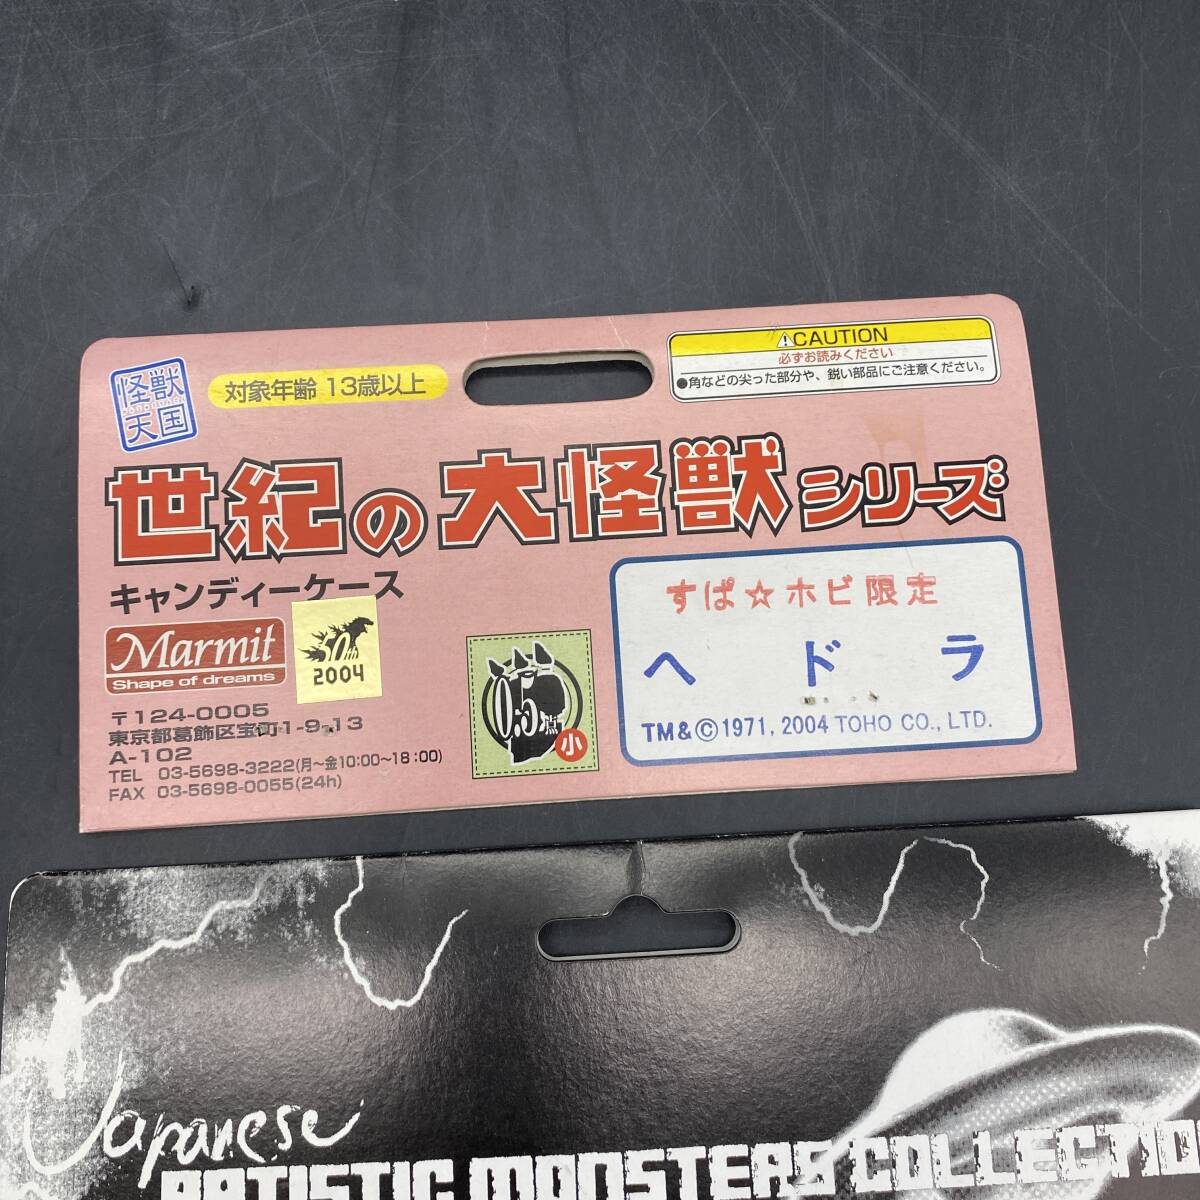 怪獣
天国
対象年齢 13歳以上
⚠CAUTION
必ずお読みください
●角などの尖った部分や、鋭い部品にご注意ください。
世紀の大怪獣シリーズ
キャンディーケース
Marmit
Shape of dreams
50th
2004
〒124-0005
東京都葛飾区宝町1-9-13
A-102
TEL 03-5698-3222(月～金10:00～18:00)
FAX 03-5698-0055(24h)
0.5点
小
すぱ☆ホビ限定
ヘドラ
TM&©1971, 2004 TOHO CO., LTD.
Japanese
ARTISTIC MONSTERS COLLECTION